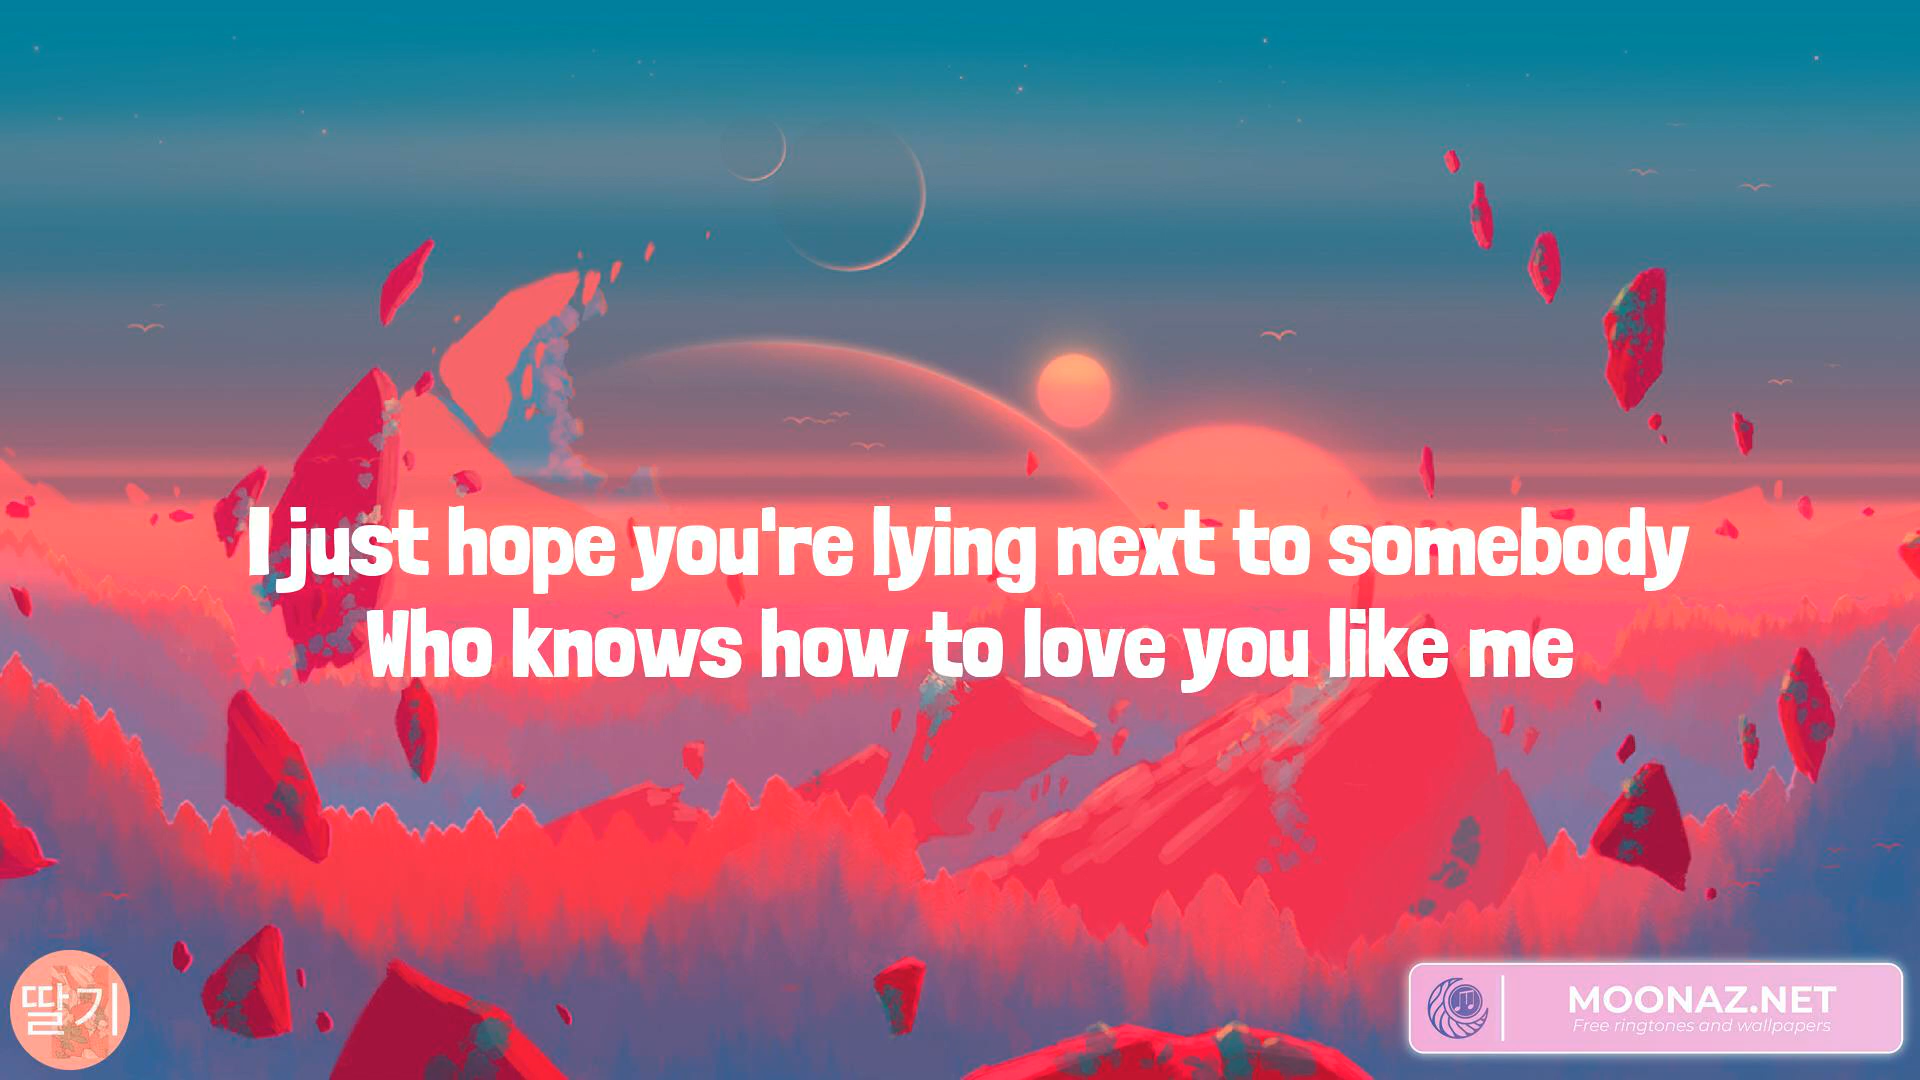 I just hope you're lying next to somebody
Who knows how to love you like me
딸기
MOONAZ.NET
Free ringtones and wallpapers